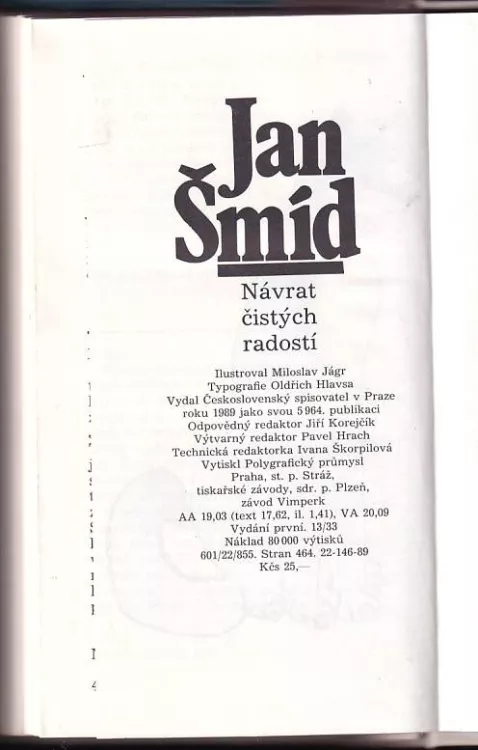 Jan
Šmíd
Návrat
čistých
radostí
Ilustroval Miloslav Jágr
Typografie Oldřich Hlavsa
Vydal Československý spisovatel v Praze
roku 1989 jako svou 5 964. publikaci
Odpovědný redaktor Jiří Korejčík
Výtvarný redaktor Pavel Hrach
Technická redaktorka Ivana Škorpilová
Vytiskl Polygrafický průmysl
Praha, st. p. Stráž,
tiskařské závody, sdr. p. Plzeň,
závod Vimperk
AA 19,03 (text 17,62, il. 1,41), VA 20,09
Vydání první. 13/33
Náklad 80 000 výtisků
601/22/855. Stran 464. 22-146-89
Kčs 25,—